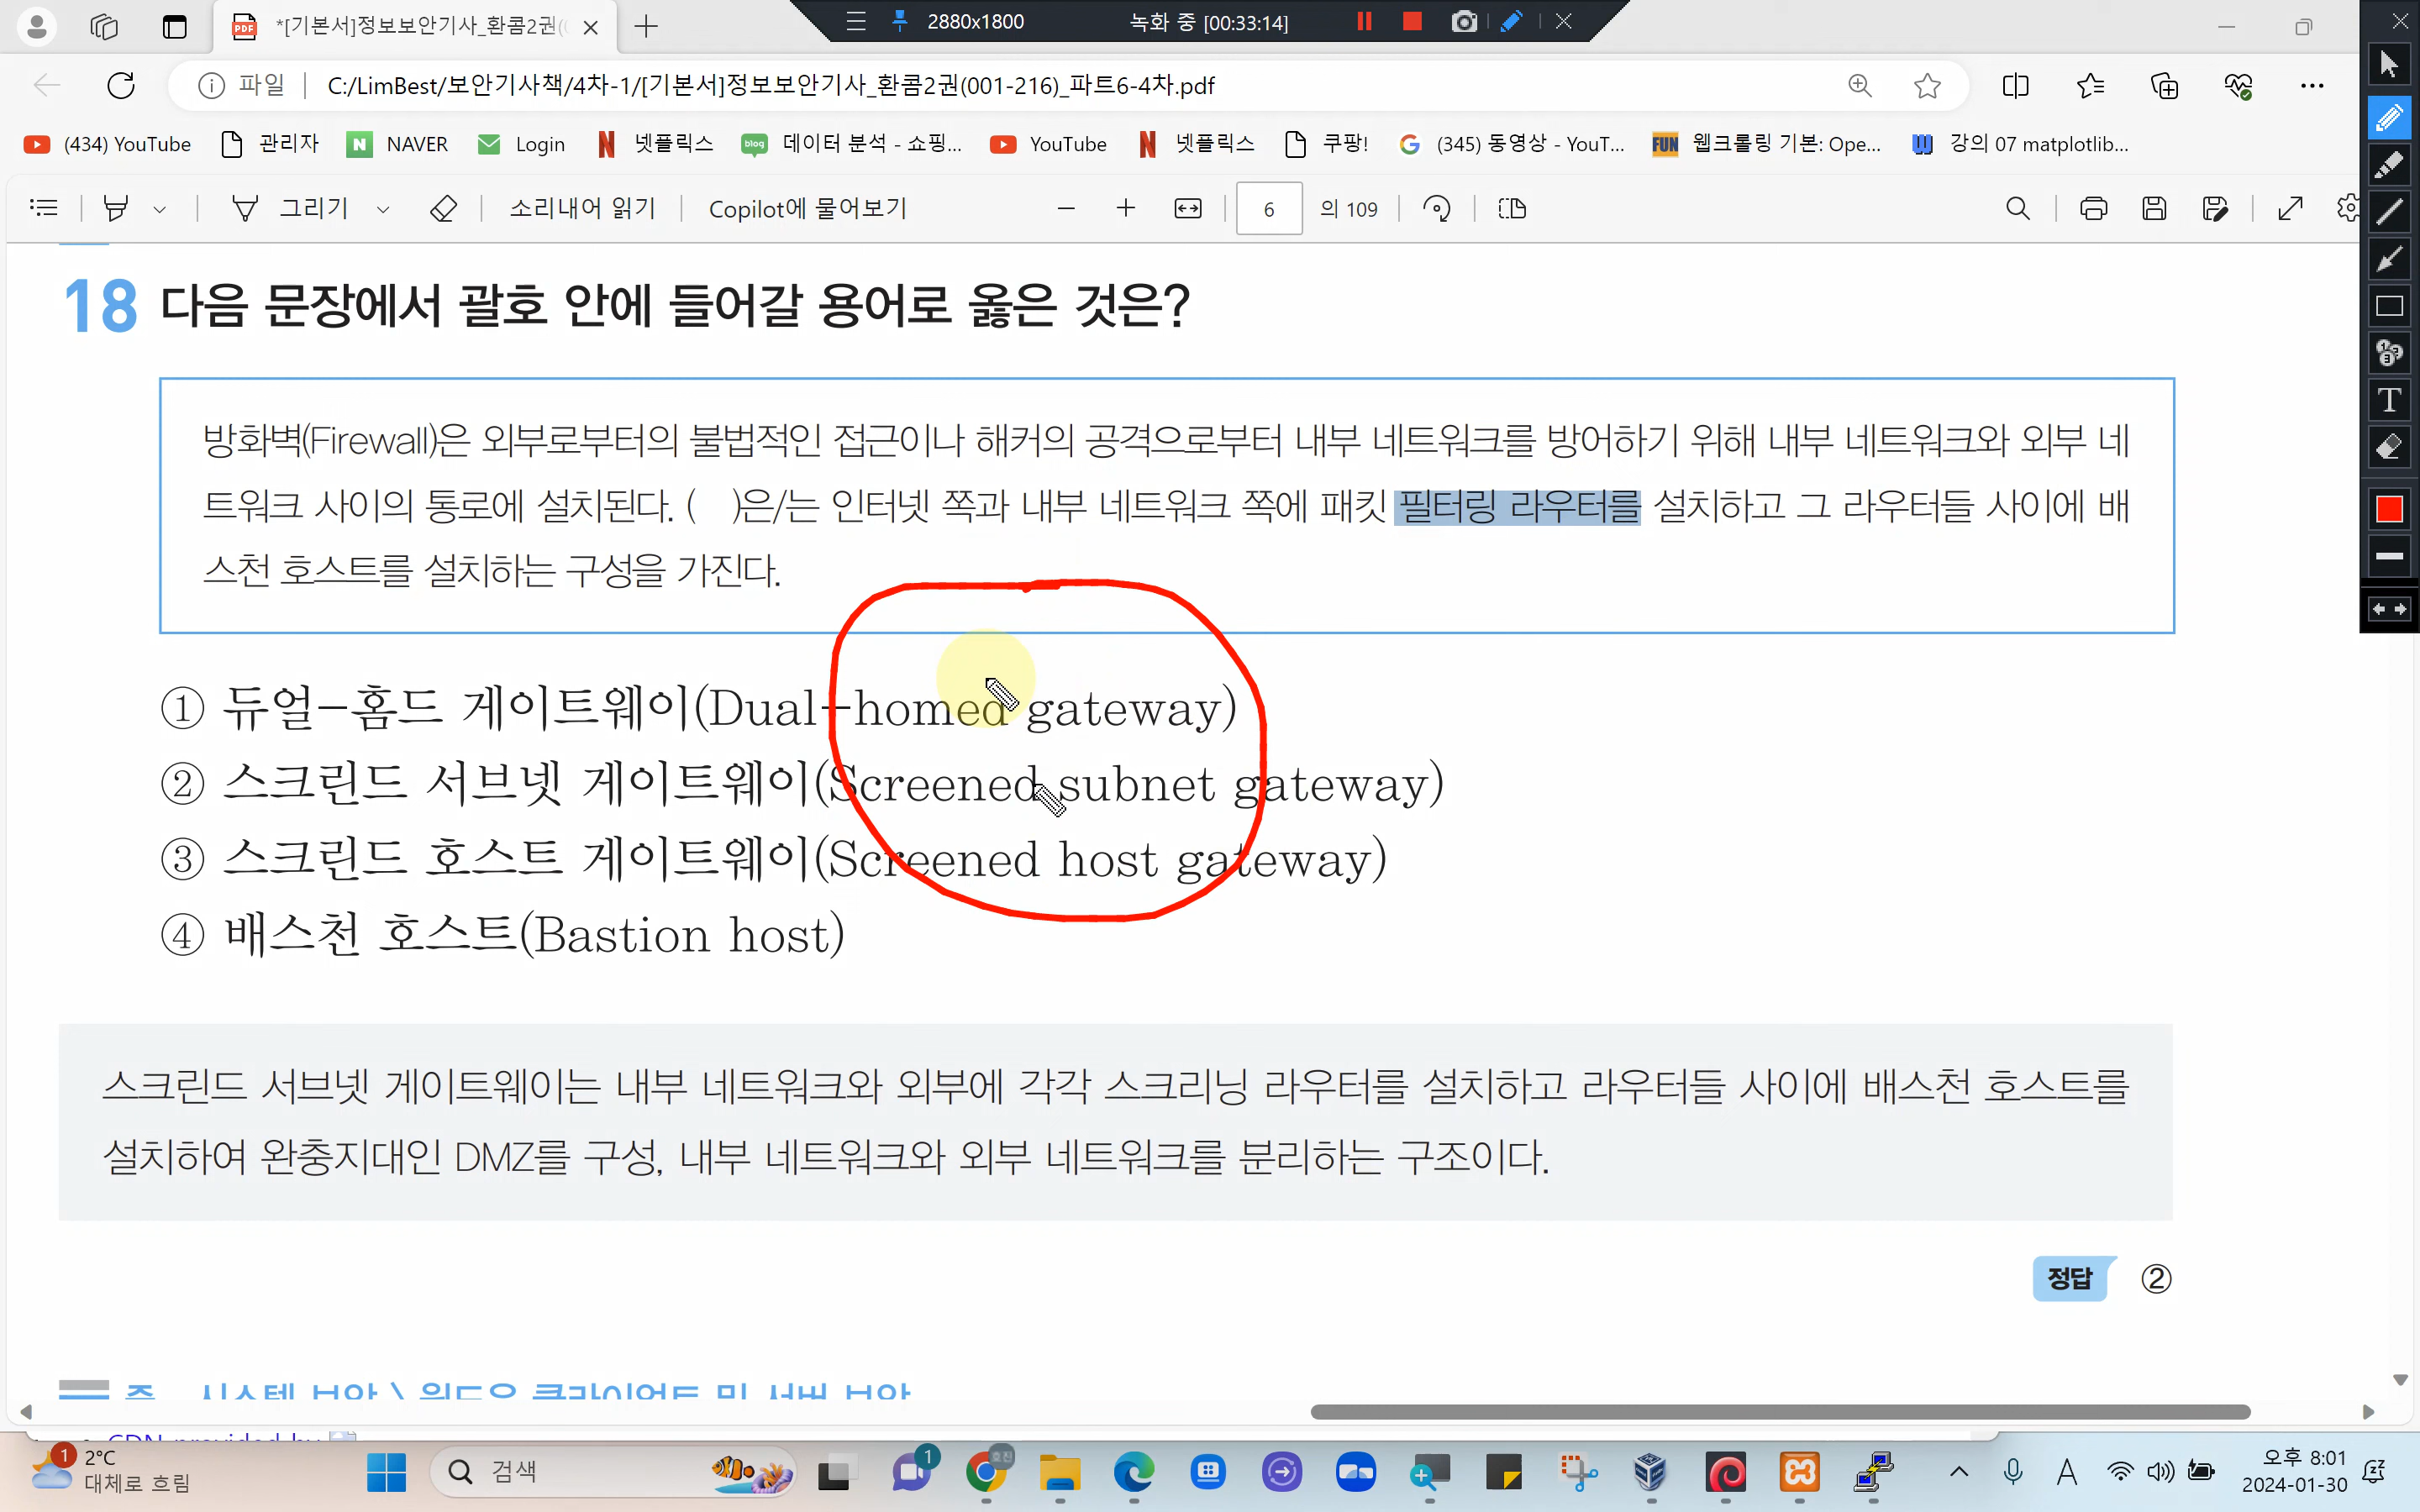 *[기본서]정보보안기사_환콤2권(
2880x1800
녹화 중 [00:33:14]
파일
C:/LimBest/보안기사책/4차-1/[기본서]정보보안기사_환콤2권(001-216)_파트6-4차.pdf
(434) YouTube
관리자
NAVER
Login
넷플릭스
데이터 분석 - 쇼핑...
YouTube
넷플릭스
쿠팡!
(345) 동영상 - YouT...
웹크롤링 기본: Ope...
강의 07 matplotlib...
그리기
소리내어 읽기
Copilot에 물어보기
6
의 109
18 다음 문장에서 괄호 안에 들어갈 용어로 옳은 것은?
방화벽(Firewall)은 외부로부터의 불법적인 접근이나 해커의 공격으로부터 내부 네트워크를 방어하기 위해 내부 네트워크와 외부 네
트워크 사이의 통로에 설치된다. (   )은/는 인터넷 쪽과 내부 네트워크 쪽에 패킷 필터링 라우터를 설치하고 그 라우터들 사이에 배
스천 호스트를 설치하는 구성을 가진다.
① 듀얼-홈드 게이트웨이(Dual-homed gateway)
② 스크린드 서브넷 게이트웨이(Screened subnet gateway)
③ 스크린드 호스트 게이트웨이(Screened host gateway)
④ 배스천 호스트(Bastion host)
스크린드 서브넷 게이트웨이는 내부 네트워크와 외부에 각각 스크리닝 라우터를 설치하고 라우터들 사이에 배스천 호스트를
설치하여 완충지대인 DMZ를 구성, 내부 네트워크와 외부 네트워크를 분리하는 구조이다.
정답 ②
1
2°C
대체로 흐림
검색
1
A
오후 8:01
2024-01-30